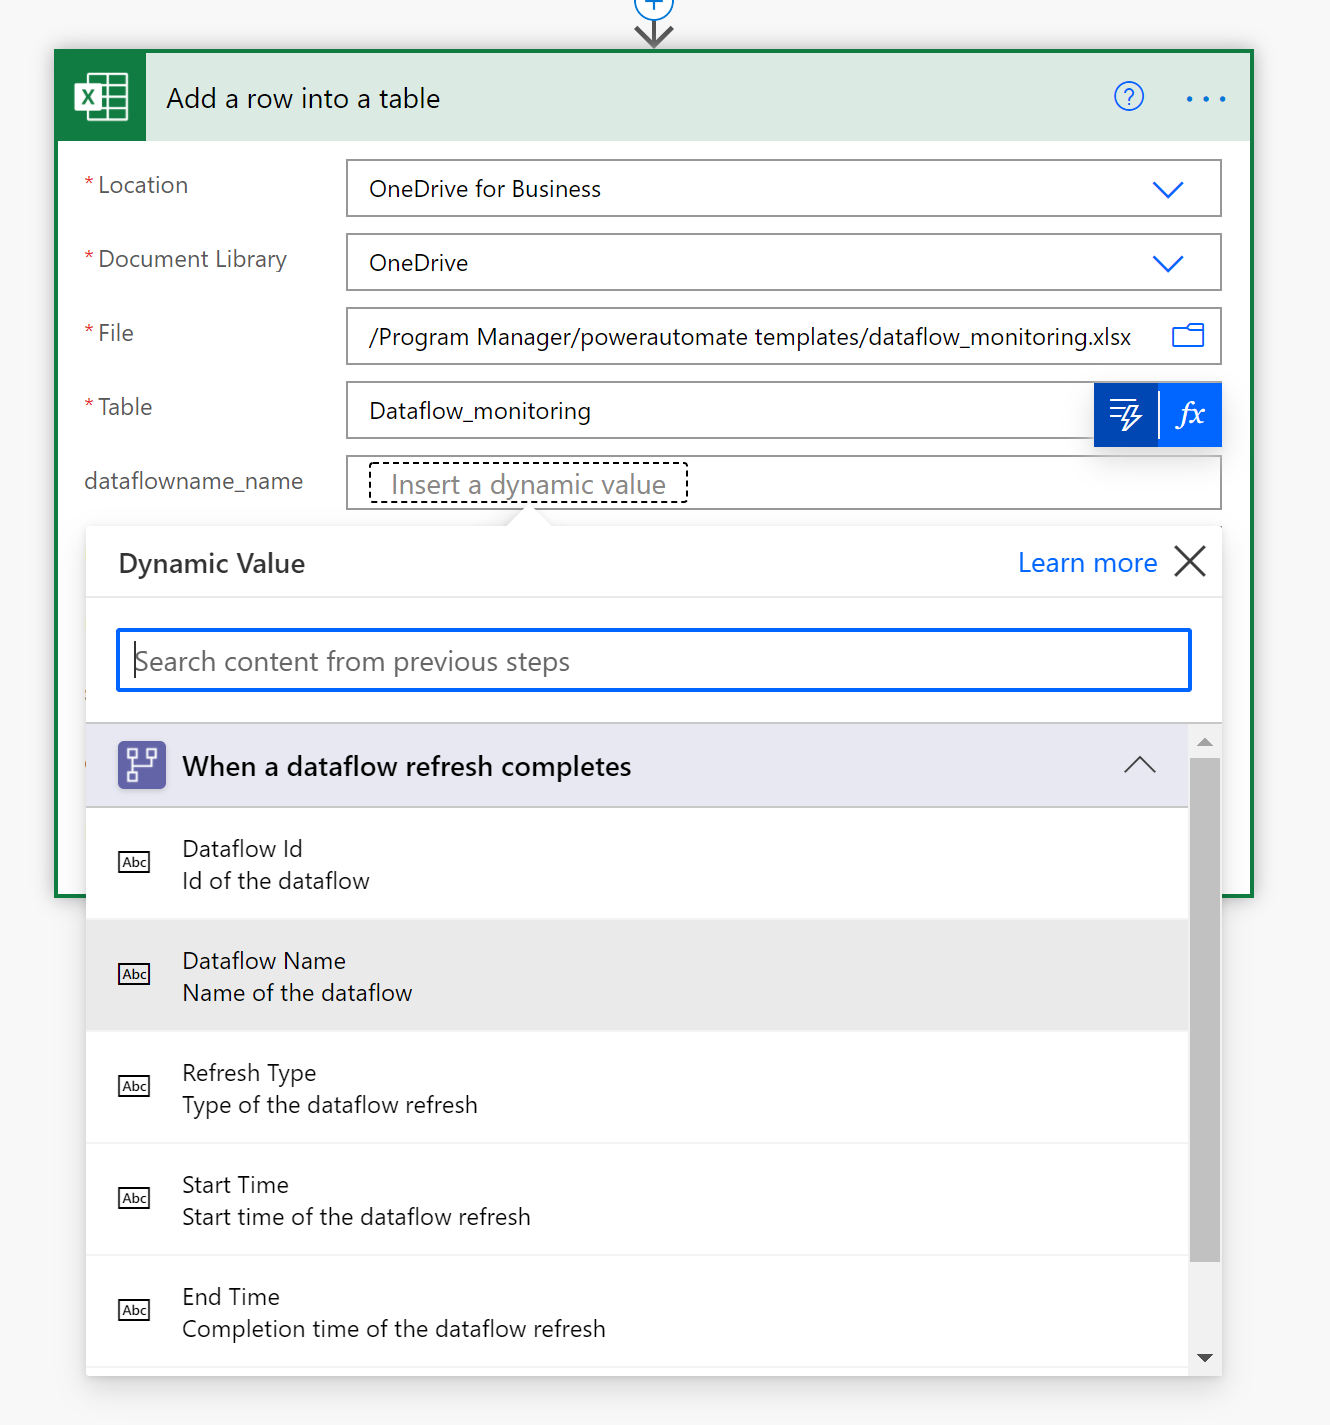 Add a row into a table
?
* Location
OneDrive for Business
* Document Library
OneDrive
* File
/Program Manager/powerautomate templates/dataflow_monitoring.xlsx
* Table
Dataflow_monitoring
fx
dataflowname_name
Insert a dynamic value
Dynamic Value
Learn more
Search content from previous steps
When a dataflow refresh completes
Abc
Dataflow Id
Id of the dataflow
Abc
Dataflow Name
Name of the dataflow
Abc
Refresh Type
Type of the dataflow refresh
Abc
Start Time
Start time of the dataflow refresh
Abc
End Time
Completion time of the dataflow refresh